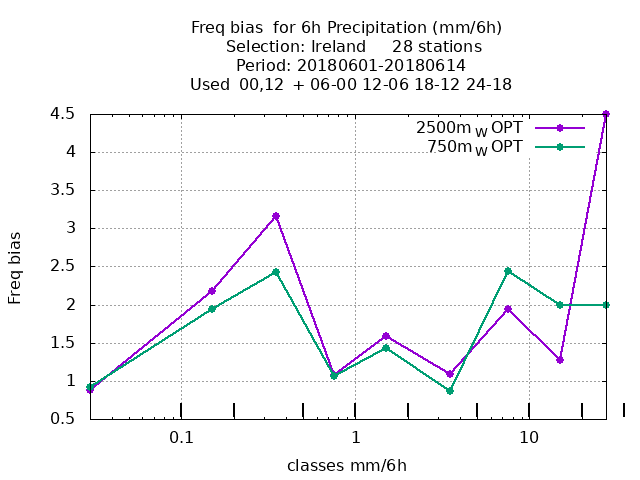 Freq bias  for 6h Precipitation (mm/6h)
Selection: Ireland     28 stations
Period: 20180601-20180614
Used  00,12  + 06-00 12-06 18-12 24-18
2500m_W OPT
750m_W OPT
4.5
4
3.5
3
2.5
2
1.5
1
0.5
Freq bias
0.1
1
10
classes mm/6h